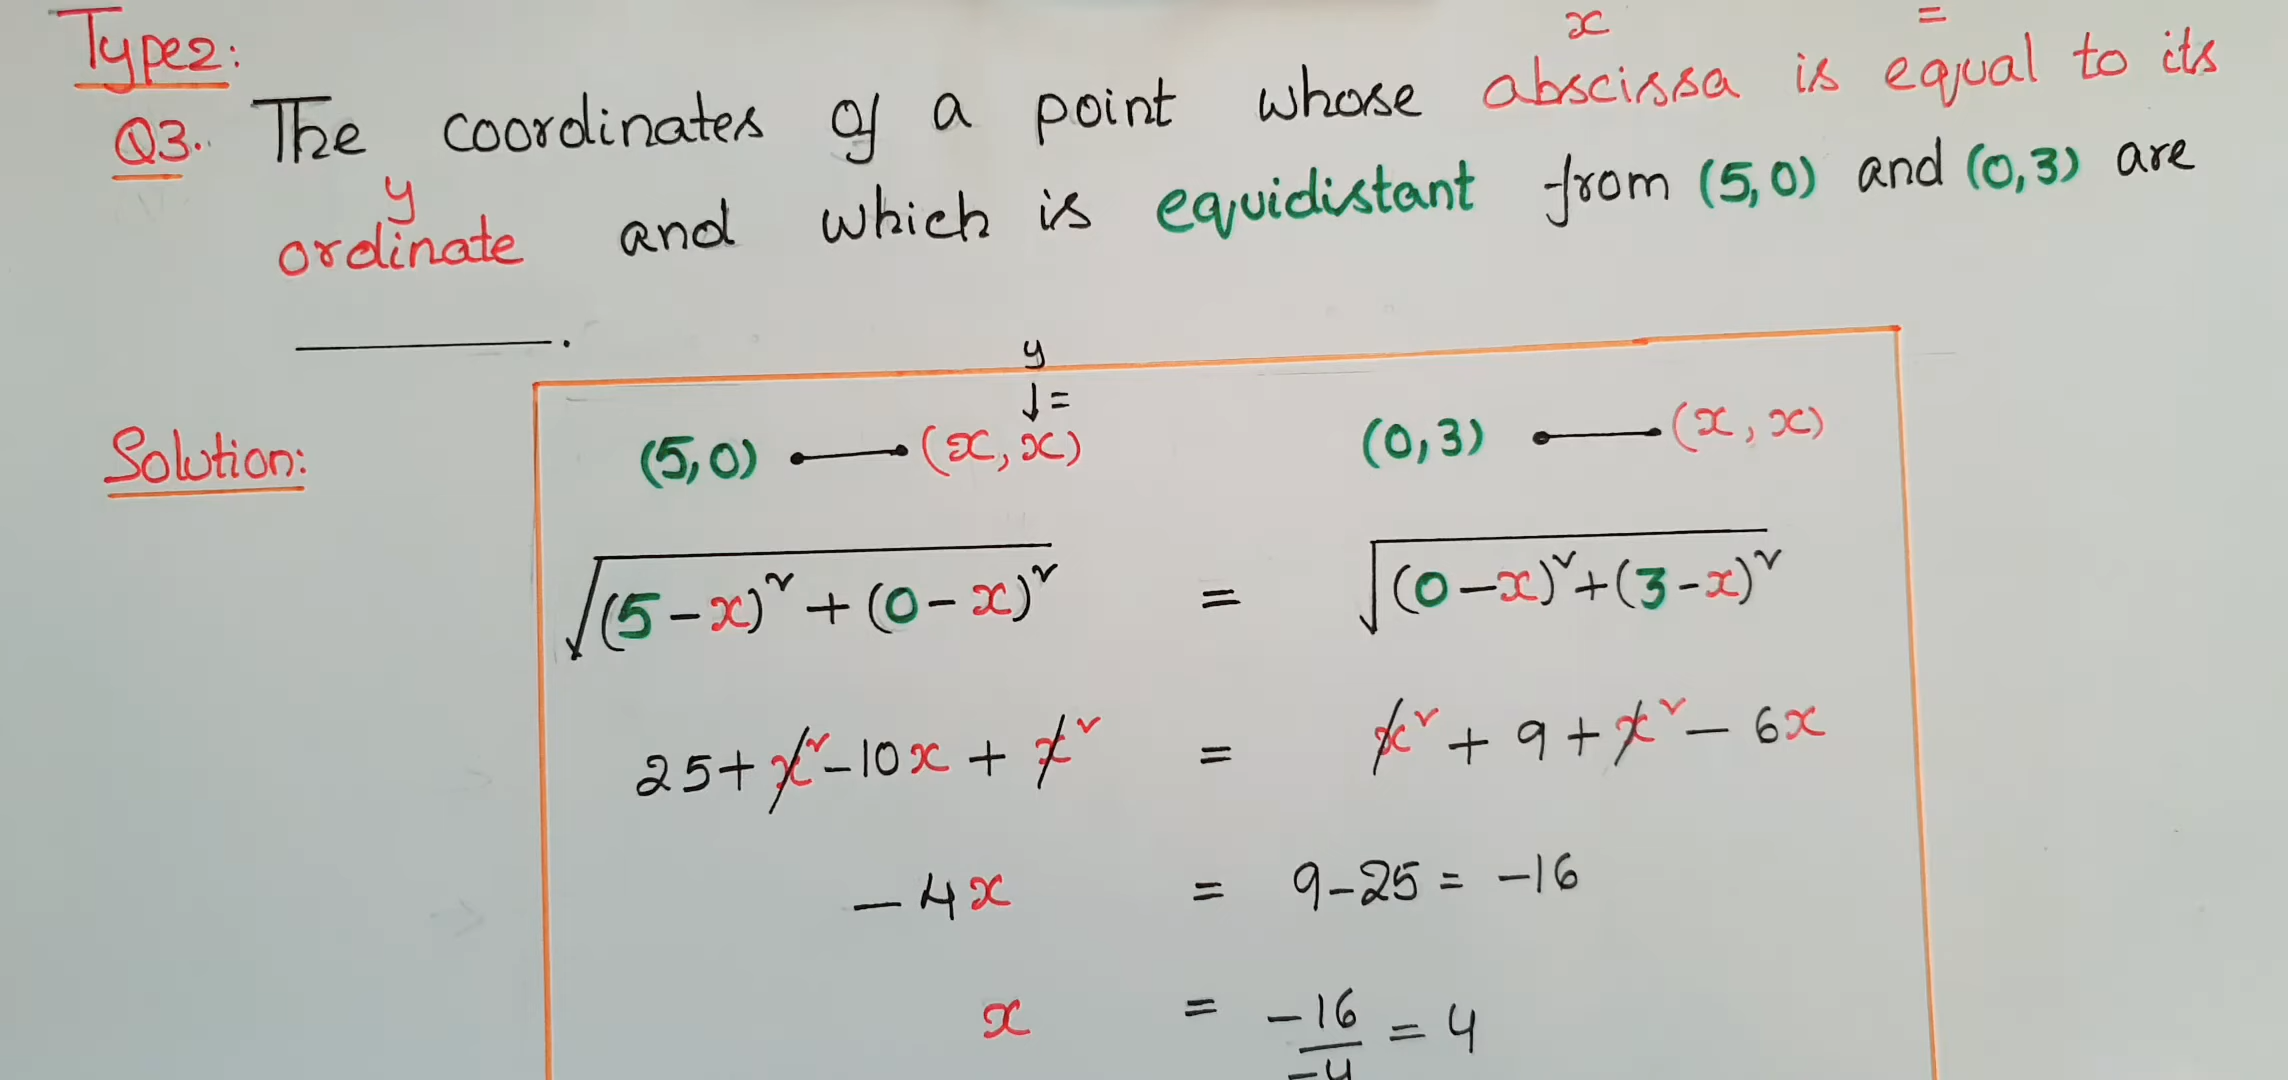 Type2:
x =
Q3. The coordinates of a point whose abscissa is equal to its
y
ordinate and which is equidistant from (5,0) and (0,3) are
________.
y
↓=
Solution: (5,0) •——• (x, x) (0,3) •——• (x, x)
√((5-x)² + (0-x)²) = √((0-x)²+(3-x)²)
25+x²-10x + x² = x² + 9 + x² - 6x
-4x = 9-25 = -16
x = -16/-4 = 4